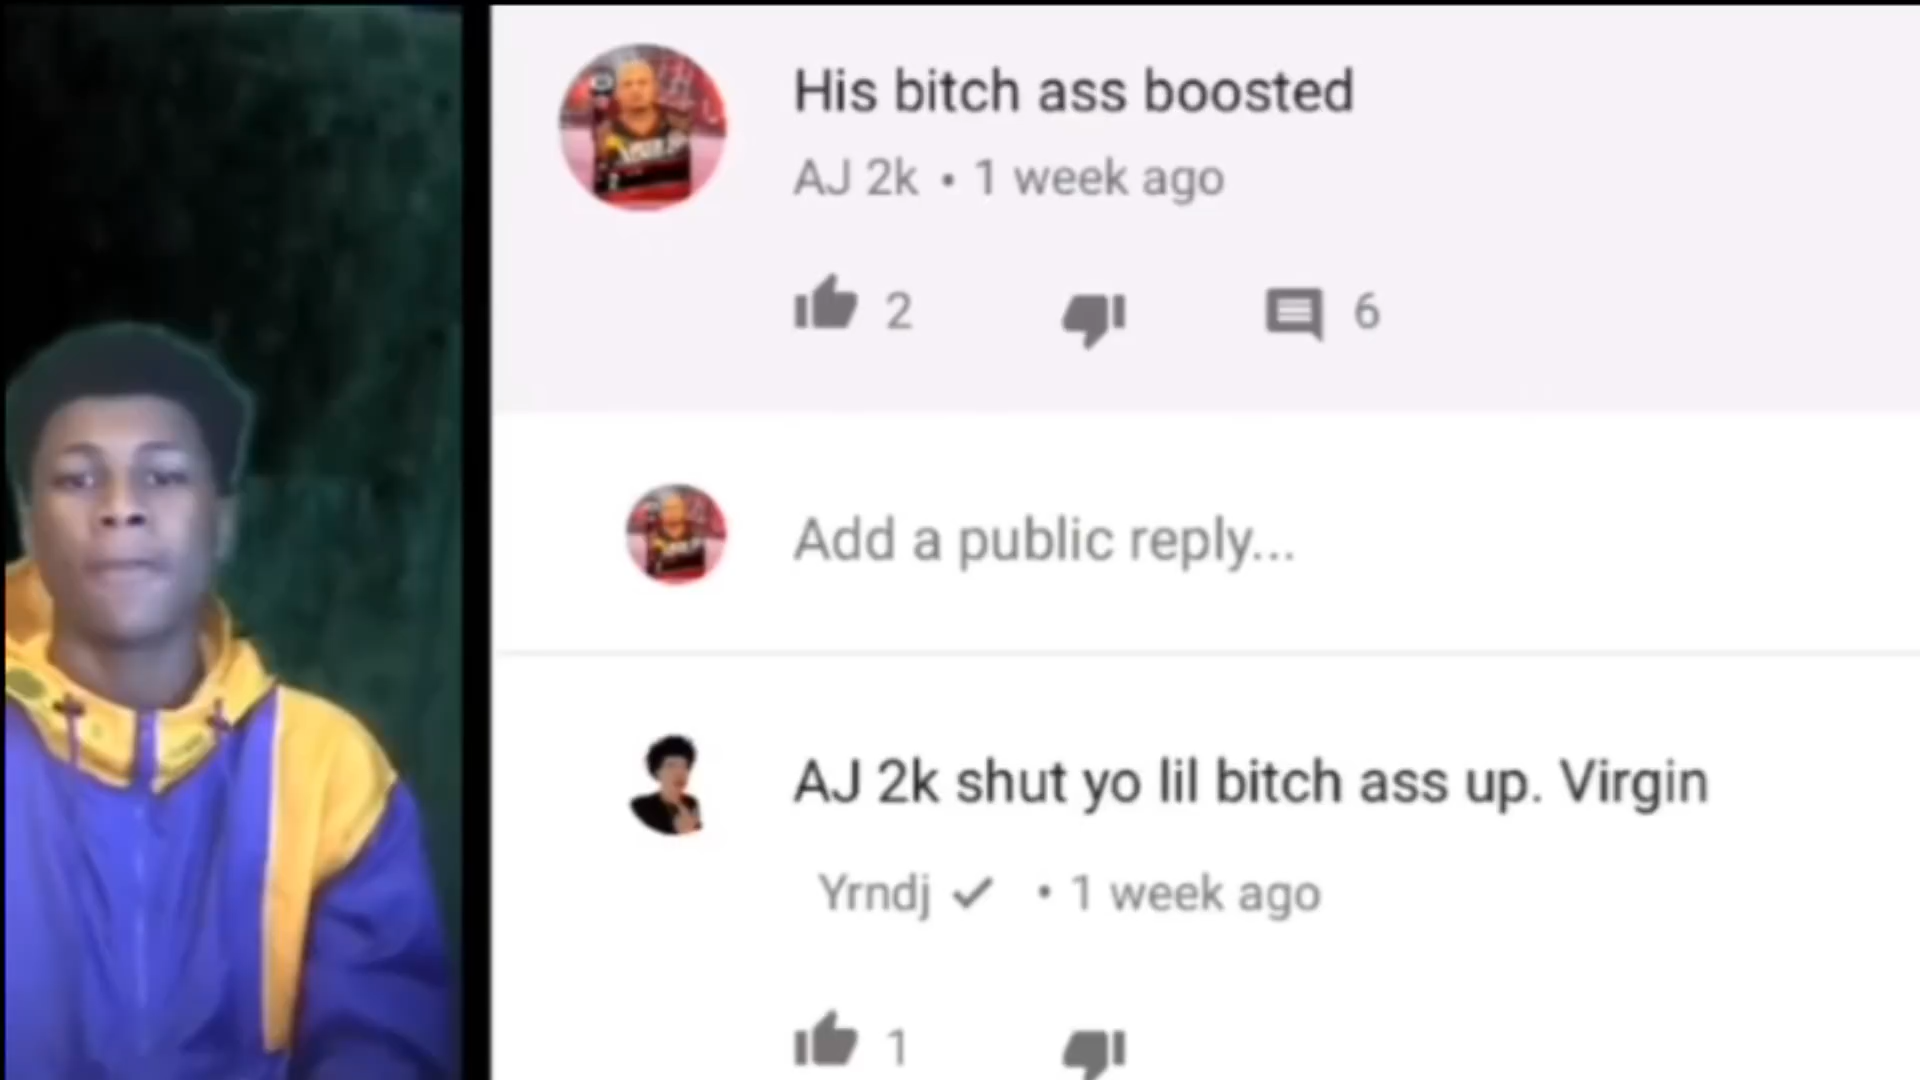 His bitch ass boosted
AJ 2k • 1 week ago
2
6
Add a public reply...
AJ 2k shut yo lil bitch ass up. Virgin
Yrndj ✓ • 1 week ago
1